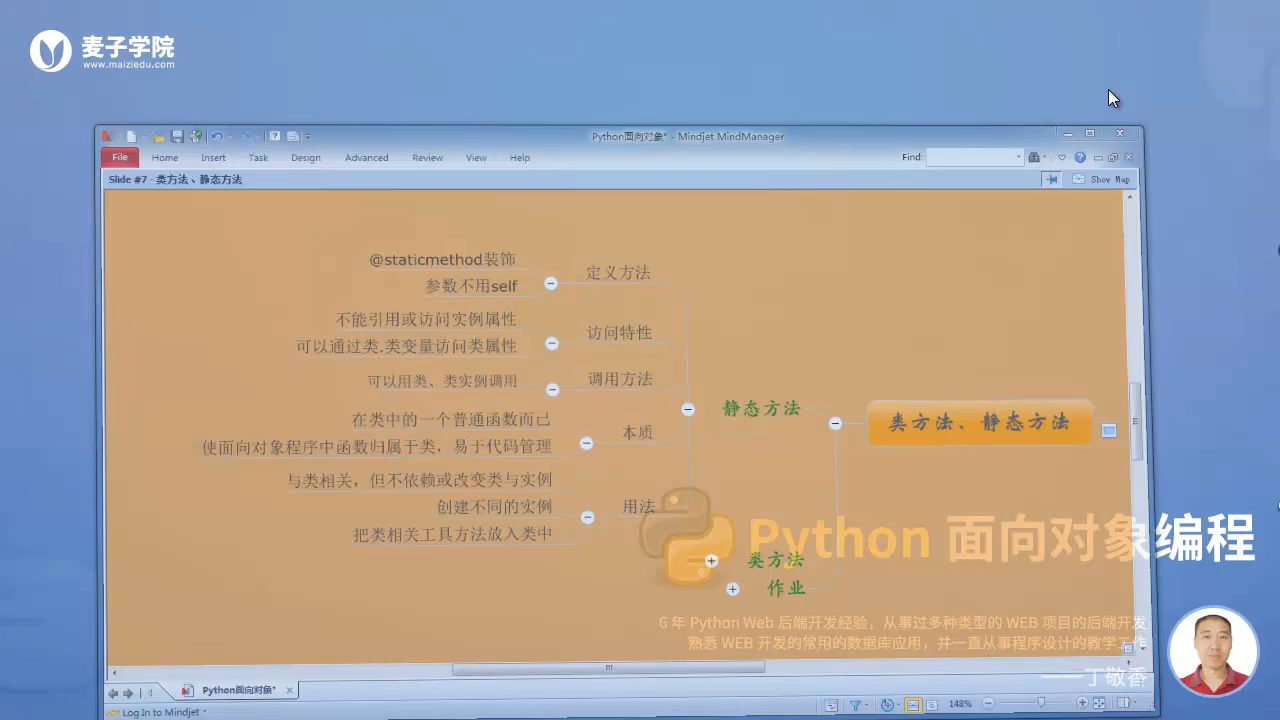 麦子学院
www.maiziedu.com
Python面向对象* - Mindjet MindManager
File Home Insert Task Design Advanced Review View Help Find:
Slide #7 - 类方法、静态方法 Show Map
@staticmethod装饰
参数不用self
定义方法
不能引用或访问实例属性
可以通过类.类变量访问类属性
访问特性
可以用类、类实例调用
调用方法
在类中的一个普通函数而已
使面向对象程序中函数归属于类，易于代码管理
本质
与类相关，但不依赖或改变类与实例
创建不同的实例
把类相关工具方法放入类中
用法
静态方法
类方法、静态方法
Python 面向对象编程
类方法
作业
6 年 Python Web 后端开发经验，从事过多种类型的 WEB 项目的后端开发
熟悉 WEB 开发的常用的数据库应用，并一直从事程序设计的教学工作
——丁敬香
Python面向对象*
Log In to Mindjet
148%